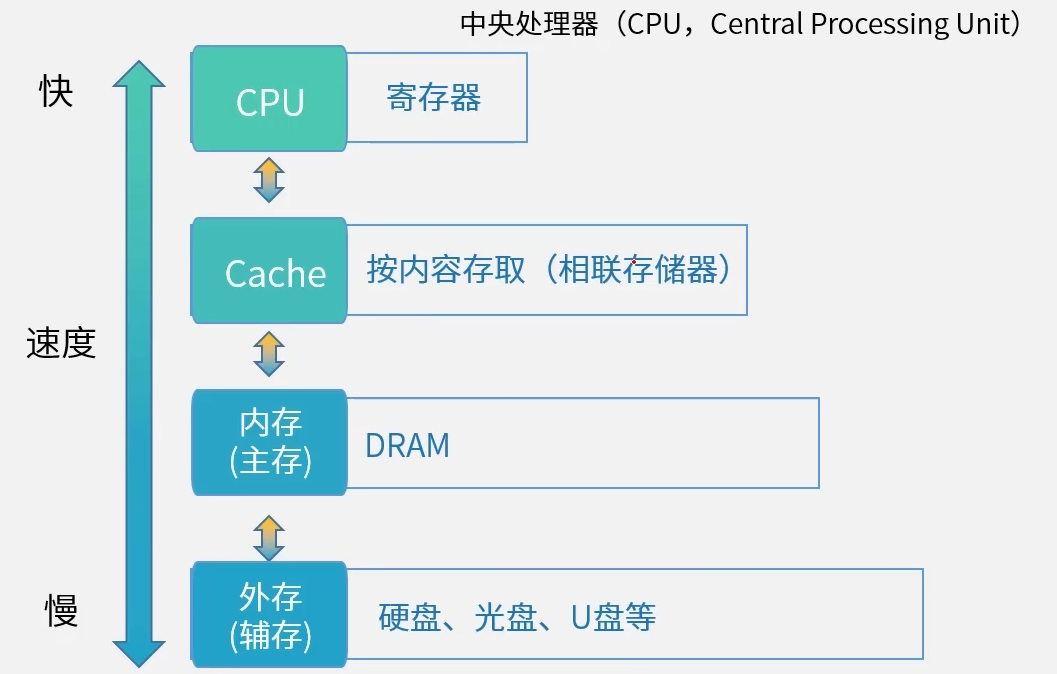 中央处理器（CPU，Central Processing Unit）
快
CPU
寄存器
Cache
按内容存取（相联存储器）
速度
内存
(主存)
DRAM
慢
外存
(辅存)
硬盘、光盘、U盘等